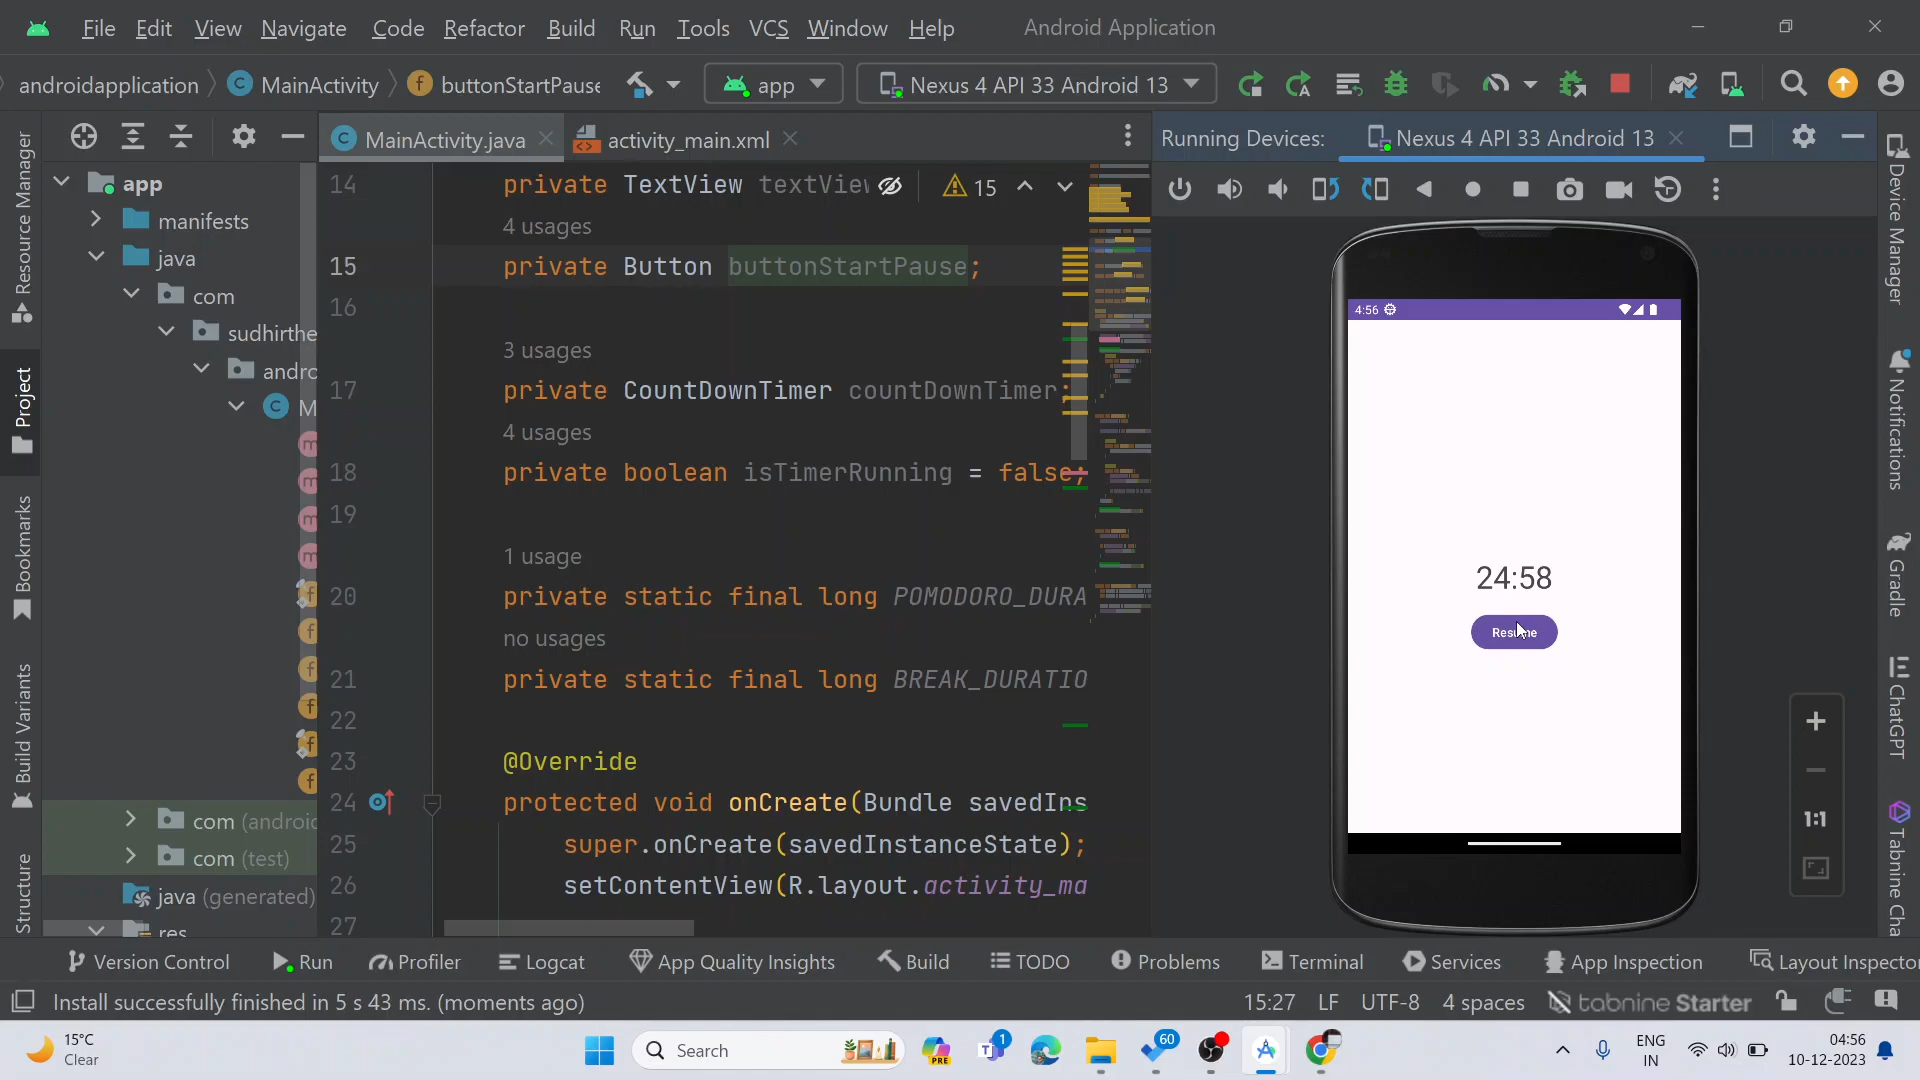 File Edit View Navigate Code Refactor Build Run Tools VCS Window Help Android Application
androidapplication MainActivity buttonStartPause app Nexus 4 API 33 Android 13
MainActivity.java activity_main.xml Running Devices: Nexus 4 API 33 Android 13
Resource Manager
Project
Bookmarks
Build Variants
Structure
app
manifests
java
com
sudhirthe
andro
M
com (androi
com (test)
java (generated)
res
15
14 private TextView textView
4 usages
15 private Button buttonStartPause;
16
3 usages
17 private CountDownTimer countDownTimer;
4 usages
18 private boolean isTimerRunning = false;
19
1 usage
20 private static final long POMODORO_DURA
no usages
21 private static final long BREAK_DURATIO
22
23 @Override
24 protected void onCreate(Bundle savedIns
25 super.onCreate(savedInstanceState);
26 setContentView(R.layout.activity_ma
27
4:56
24:58
Resume
1:1
Device Manager
Notifications
Gradle
ChatGPT
Tabnine Cha
Version Control Run Profiler Logcat App Quality Insights Build TODO Problems Terminal Services App Inspection Layout Inspector
Install successfully finished in 5 s 43 ms. (moments ago) 15:27 LF UTF-8 4 spaces tabnine Starter
15°C
Clear
Search
PRE
1
60
ENG
IN
04:56
10-12-2023